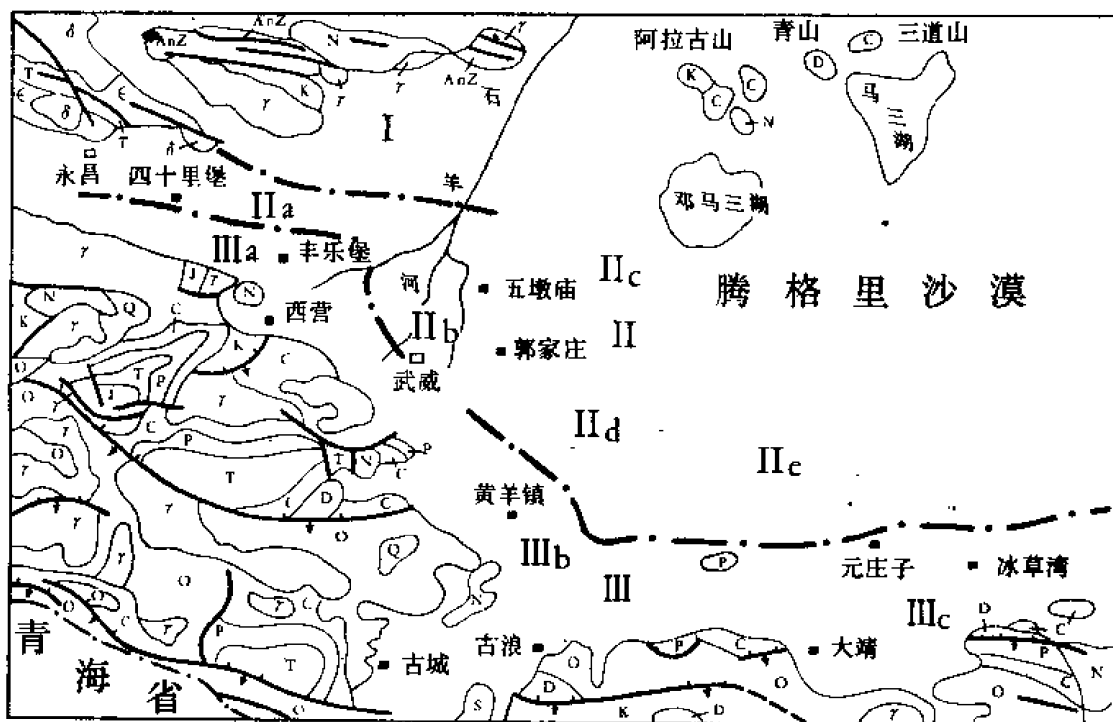 阿拉古山
青山
三道山
AnZ
AnZ
AnZ
N
K
γ
石
I
羊
河
马三湖
邓马三湖
腾格里沙漠
永昌
四十里堡
IIa
IIIa
丰乐堡
西营
IIb
武威
五墩庙
IIc
郭家庄
II
IId
IIe
黄羊镇
IIIb
III
元庄子
冰草湾
IIIc
古浪
大靖
古城
青海省
T
δ
ϵ
K
C
C
D
C
N
J
γ
N
Q
C
K
T
P
J
O
γ
T
D
C
P
N
O
Q
N
S
D
O
P
C
K
D
O
D
C
P
N
O